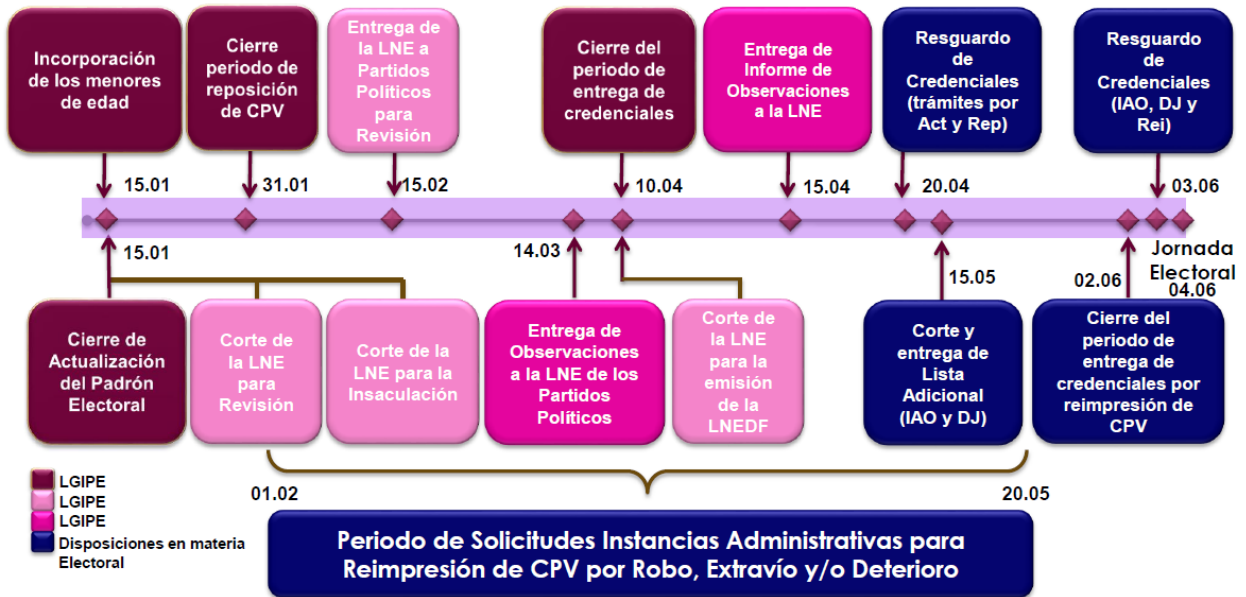 Incorporación
de los menores
de edad
Cierre
periodo de
reposición
de CPV
Entrega de
la LNE a
Partidos
Políticos
para
Revisión
Cierre del
periodo de
entrega de
credenciales
Entrega de
Informe de
Observaciones
a la LNE
Resguardo
de
Credenciales
(trámites por
Act y Rep)
Resguardo
de
Credenciales
(IAO, DJ y
Rei)
15.01
31.01
15.02
10.04
15.04
20.04
03.06
15.01
14.03
15.05
02.06
Jornada
Electoral
04.06
Cierre de
Actualización
del Padrón
Electoral
Corte de
la LNE
para
Revisión
Corte de la
LNE para la
Insaculación
Entrega de
Observaciones
a la LNE de los
Partidos
Políticos
Corte de
la LNE
para la
emisión
de la
LNEDF
Corte y
entrega de
Lista
Adicional
(IAO y DJ)
Cierre del
periodo de
entrega de
credenciales por
reimpresión de
CPV
LGIPE
LGIPE
LGIPE
Disposiciones en materia
Electoral
01.02
20.05
Periodo de Solicitudes Instancias Administrativas para
Reimpresión de CPV por Robo, Extravío y/o Deterioro